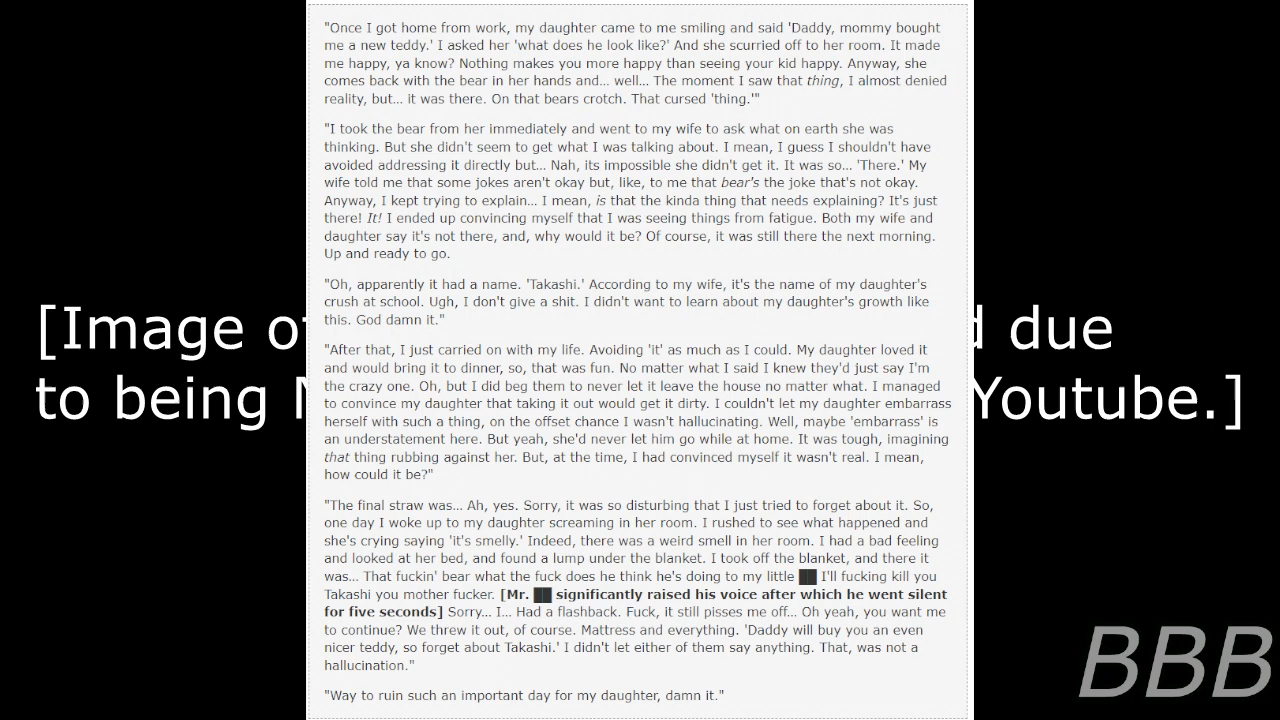 "Once I got home from work, my daughter came to me smiling and said 'Daddy, mommy bought
me a new teddy.' I asked her 'what does he look like?' And she scurried off to her room. It made
me happy, ya know? Nothing makes you more happy than seeing your kid happy. Anyway, she
comes back with the bear in her hands and... well... The moment I saw that thing, I almost denied
reality, but... it was there. On that bears crotch. That cursed 'thing.'"
"I took the bear from her immediately and went to my wife to ask what on earth she was
thinking. But she didn't seem to get what I was talking about. I mean, I guess I shouldn't have
avoided addressing it directly but... Nah, its impossible she didn't get it. It was so... 'There.' My
wife told me that some jokes aren't okay but, like, to me that bear's the joke that's not okay.
Anyway, I kept trying to explain... I mean, is that the kinda thing that needs explaining? It's just
there! It! I ended up convincing myself that I was seeing things from fatigue. Both my wife and
daughter say it's not there, and, why would it be? Of course, it was still there the next morning.
Up and ready to go.
"Oh, apparently it had a name. 'Takashi.' According to my wife, it's the name of my daughter's
crush at school. Ugh, I don't give a shit. I didn't want to learn about my daughter's growth like
this. God damn it."
"After that, I just carried on with my life. Avoiding 'it' as much as I could. My daughter loved it
and would bring it to dinner, so, that was fun. No matter what I said I knew they'd just say I'm
the crazy one. Oh, but I did beg them to never let it leave the house no matter what. I managed
to convince my daughter that taking it out would get it dirty. I couldn't let my daughter embarrass
herself with such a thing, on the offset chance I wasn't hallucinating. Well, maybe 'embarrass' is
an understatement here. But yeah, she'd never let him go while at home. It was tough, imagining
that thing rubbing against her. But, at the time, I had convinced myself it wasn't real. I mean,
how could it be?"
"The final straw was... Ah, yes. Sorry, it was so disturbing that I just tried to forget about it. So,
one day I woke up to my daughter screaming in her room. I rushed to see what happened and
she's crying saying 'it's smelly.' Indeed, there was a weird smell in her room. I had a bad feeling
and looked at her bed, and found a lump under the blanket. I took off the blanket, and there it
was... That fuckin' bear what the fuck does he think he's doing to my little ██ I'll fucking kill you
Takashi you mother fucker. [Mr. ██ significantly raised his voice after which he went silent
for five seconds] Sorry... I... Had a flashback. Fuck, it still pisses me off... Oh yeah, you want me
to continue? We threw it out, of course. Mattress and everything. 'Daddy will buy you an even
nicer teddy, so forget about Takashi.' I didn't let either of them say anything. That, was not a
hallucination."
"Way to ruin such an important day for my daughter, damn it."
[Image due
to being Youtube.]
BBB